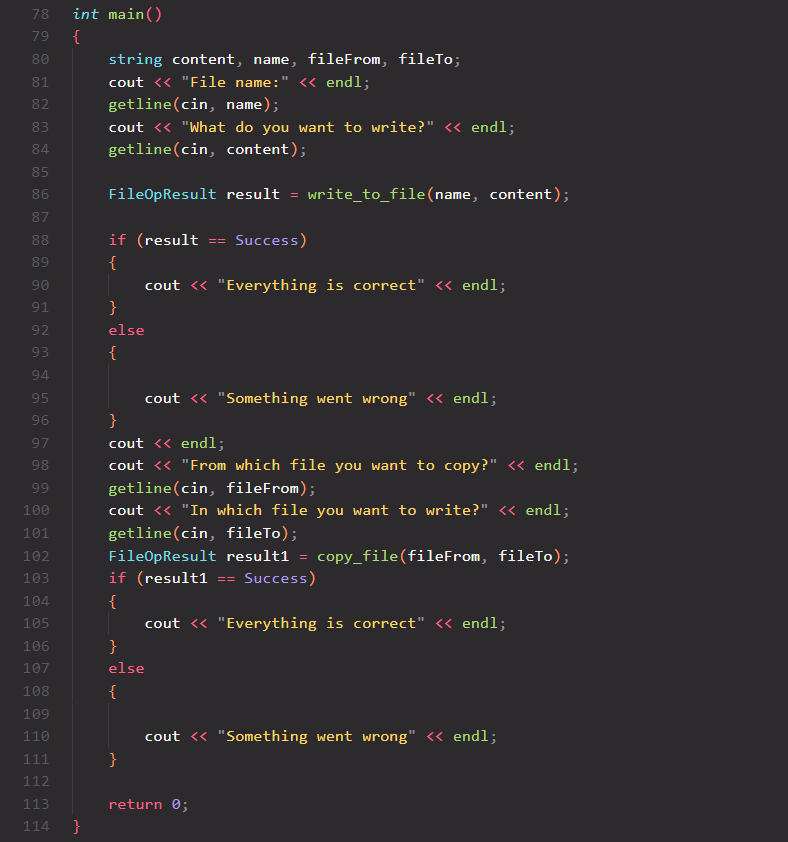 78 int main()
79 {
80     string content, name, fileFrom, fileTo;
81     cout << "File name:" << endl;
82     getline(cin, name);
83     cout << "What do you want to write?" << endl;
84     getline(cin, content);
85
86     FileOpResult result = write_to_file(name, content);
87
88     if (result == Success)
89     {
90         cout << "Everything is correct" << endl;
91     }
92     else
93     {
94
95         cout << "Something went wrong" << endl;
96     }
97     cout << endl;
98     cout << "From which file you want to copy?" << endl;
99     getline(cin, fileFrom);
100     cout << "In which file you want to write?" << endl;
101     getline(cin, fileTo);
102     FileOpResult result1 = copy_file(fileFrom, fileTo);
103     if (result1 == Success)
104     {
105         cout << "Everything is correct" << endl;
106     }
107     else
108     {
109
110         cout << "Something went wrong" << endl;
111     }
112
113     return 0;
114 }